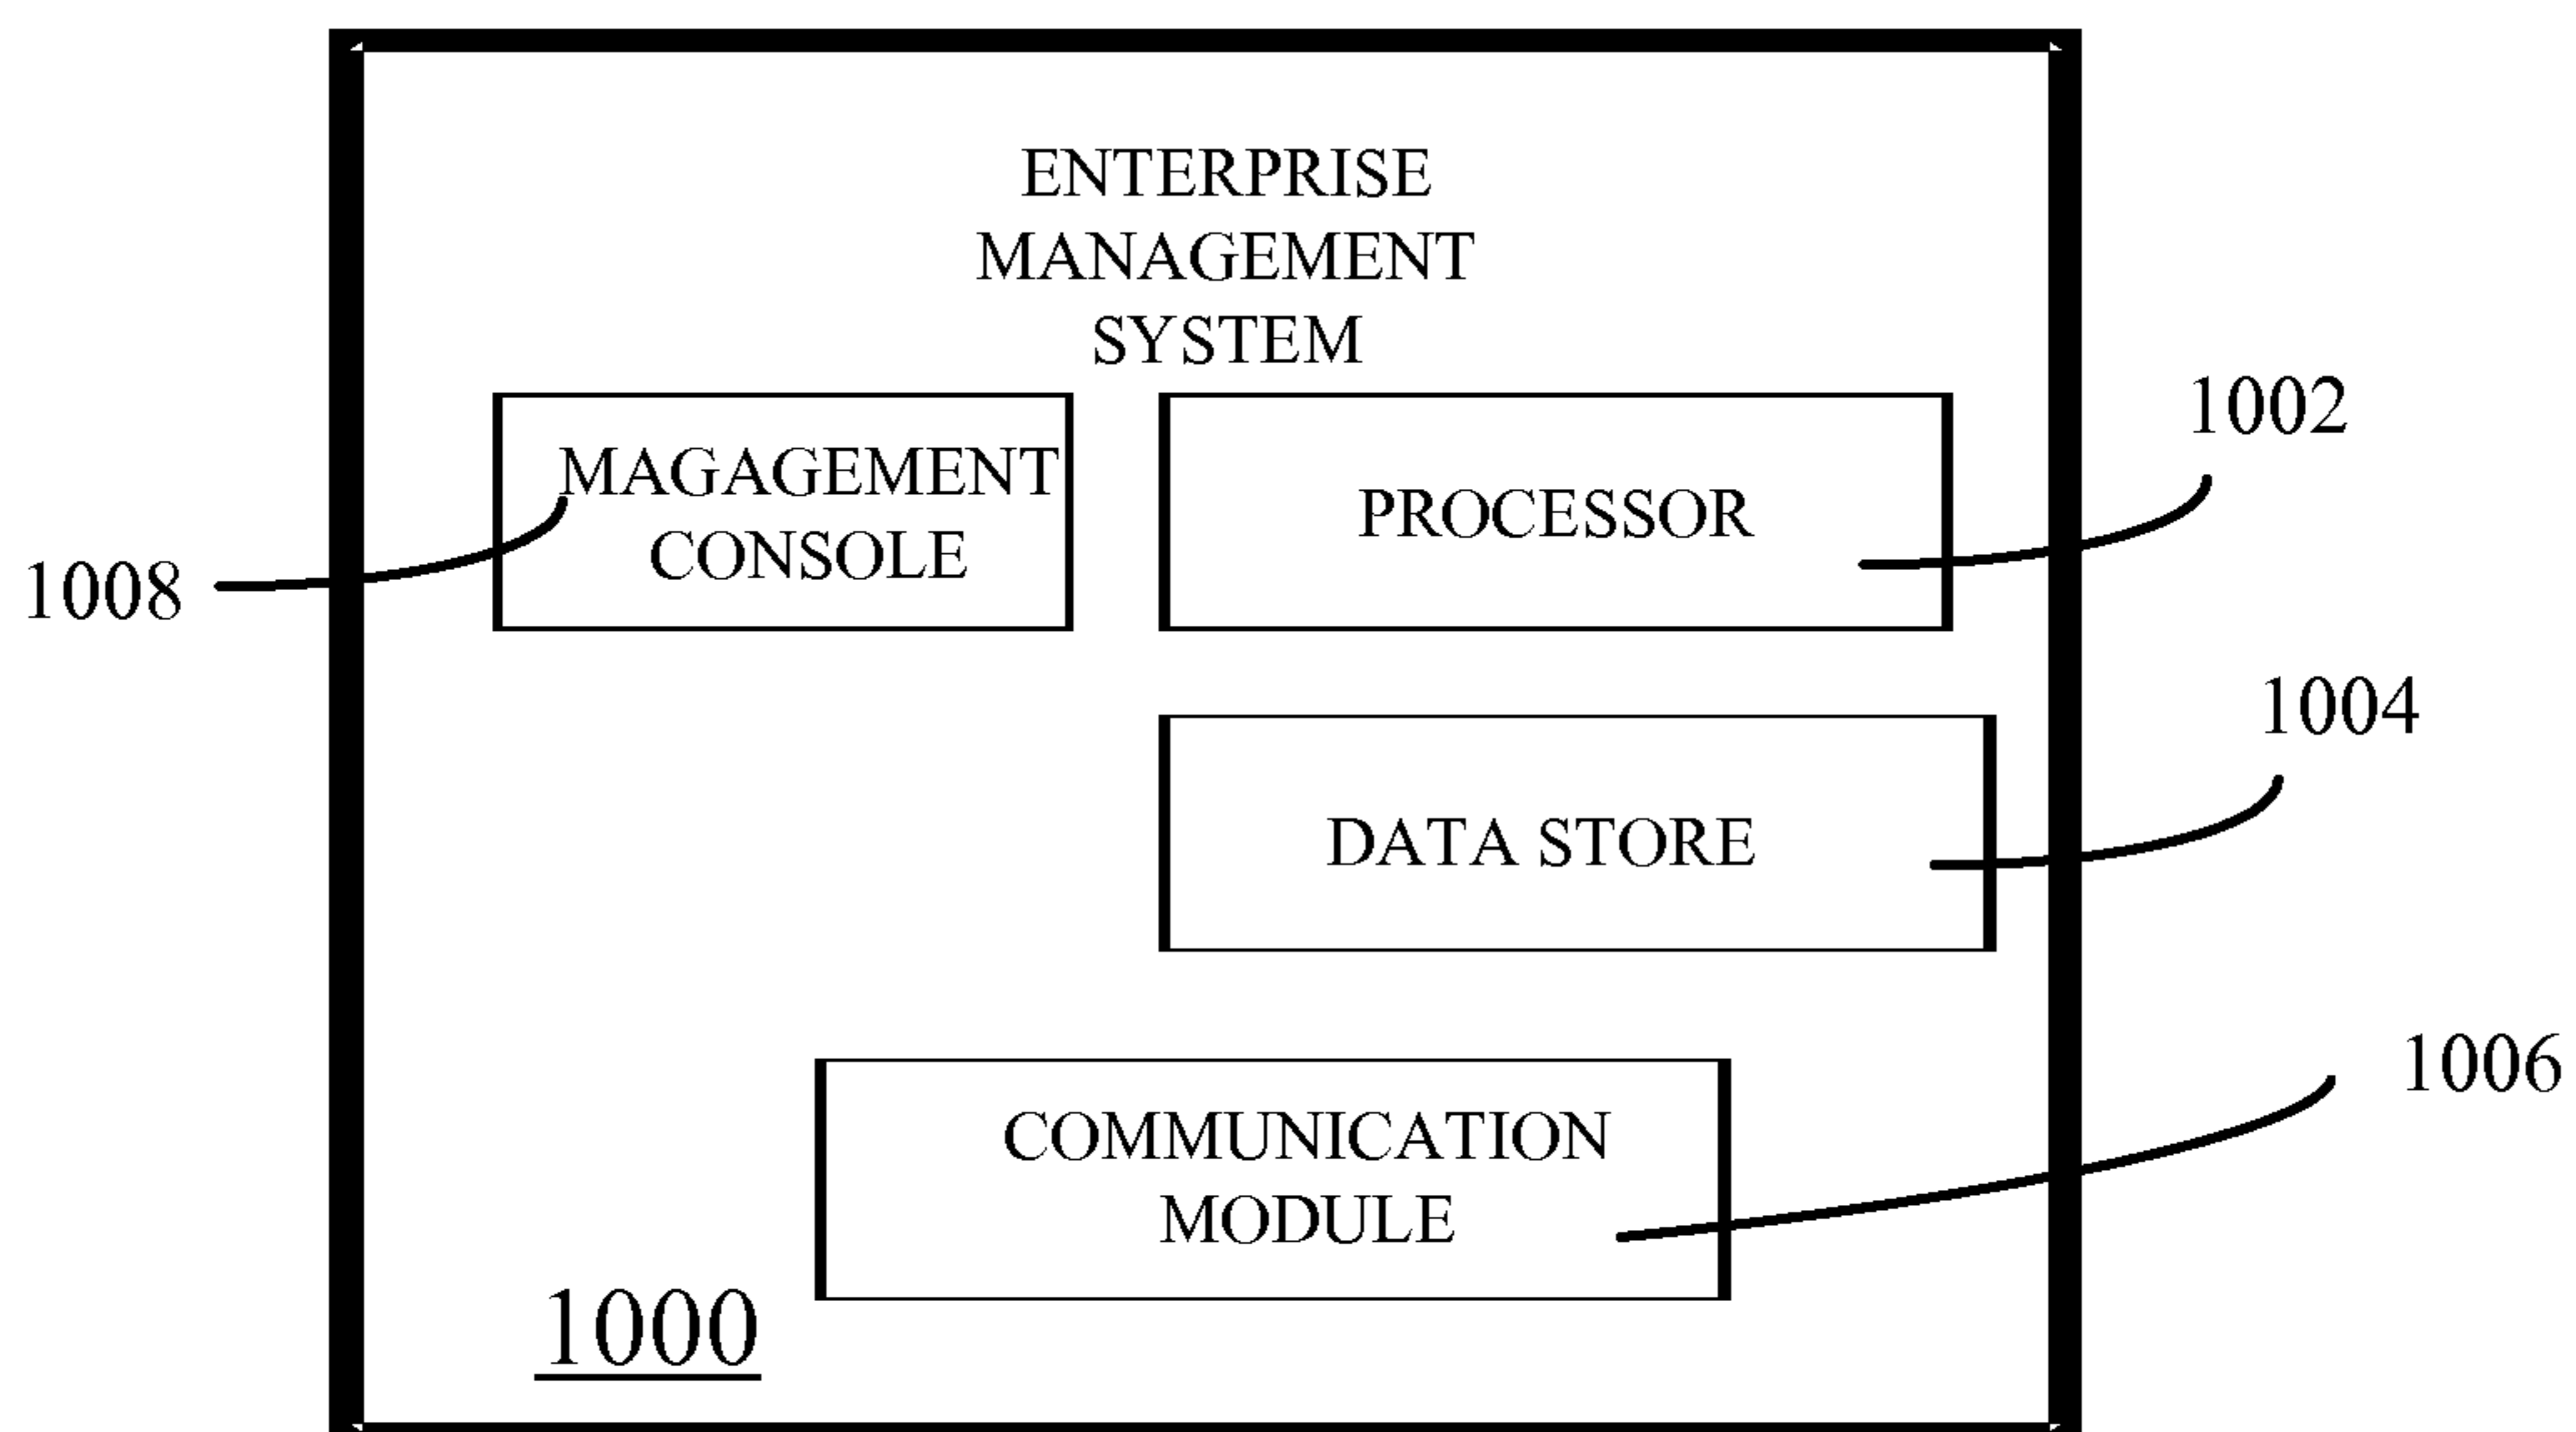 ENTERPRISE
MANAGEMENT
SYSTEM
MAGAGEMENT
CONSOLE
1008
PROCESSOR
1002
DATA STORE
1004
COMMUNICATION
MODULE
1006
1000